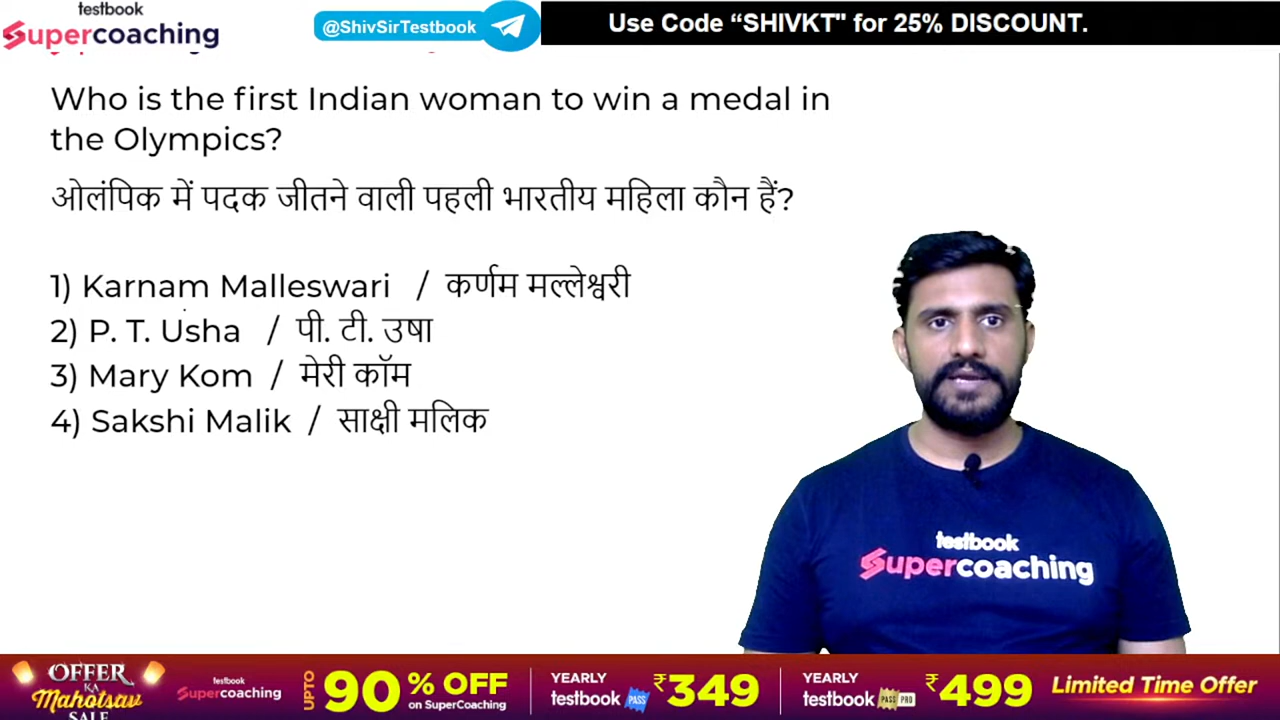 testbook
Supercoaching
@ShivSirTestbook
Use Code “SHIVKT" for 25% DISCOUNT.
Who is the first Indian woman to win a medal in
the Olympics?
ओलंपिक में पदक जीतने वाली पहली भारतीय महिला कौन हैं?
1) Karnam Malleswari / कर्णम मल्लेश्वरी
2) P. T. Usha / पी. टी. उषा
3) Mary Kom / मेरी कॉम
4) Sakshi Malik / साक्षी मलिक
testbook
Supercoaching
OFFER
KA
Mahotsav
SALE
testbook
Supercoaching
UPTO
90% OFF
on SuperCoaching
YEARLY
testbook PASS
₹349
YEARLY
testbook PASS PRO
₹499
Limited Time Offer